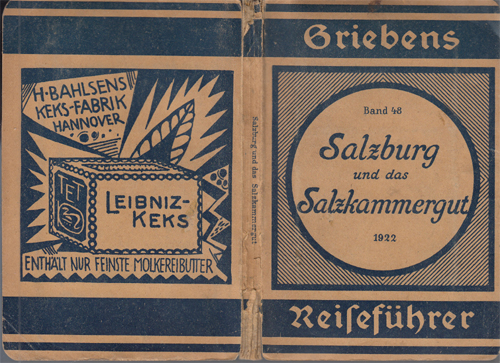 H. BAHLSENS
KEKS-FABRIK
HANNOVER
TET
LEIBNIZ-
KEKS
ENTHÄLT NUR FEINSTE MOLKEREIBUTTER
Salzburg und das Salzkammergut
Griebens
Band 48
Salzburg
und das
Salzkammergut
1922
Reiſeführer